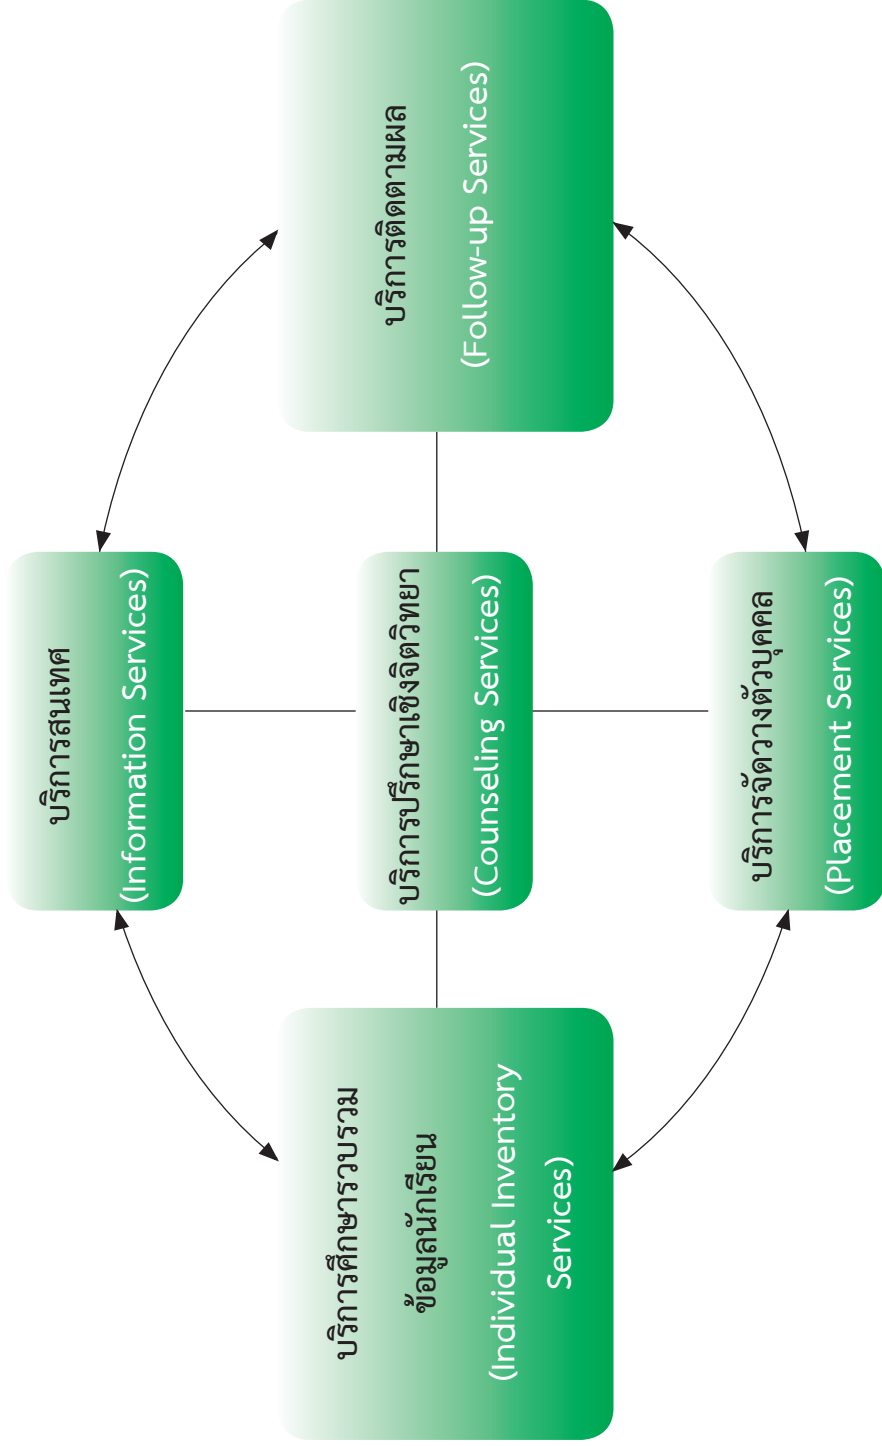 บริการสนเทศ
(Information Services)
บริการศึกษารวบรวม
ข้อมูลนักเรียน
(Individual Inventory
Services)
บริการปรึกษาเชิงจิตวิทยา
(Counseling Services)
บริการติดตามผล
(Follow-up Services)
บริการจัดวางตัวบุคคล
(Placement Services)